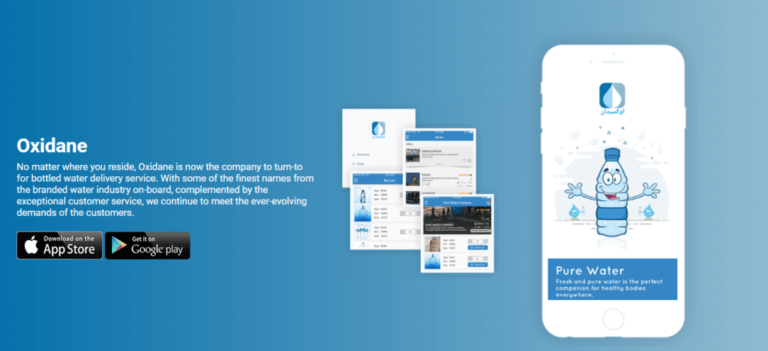 Oxidane
No matter where you reside, Oxidane is now the company to turn-to
for bottled water delivery service. With some of the finest names from
the branded water industry on-board, complemented by the
exceptional customer service, we continue to meet the ever-evolving
demands of the customers.
Download on the
App Store
Get it on
Google play
اوكسيدان
Pure Water
Fresh and pure water is the perfect
companion for healthy bodies
everywhere.